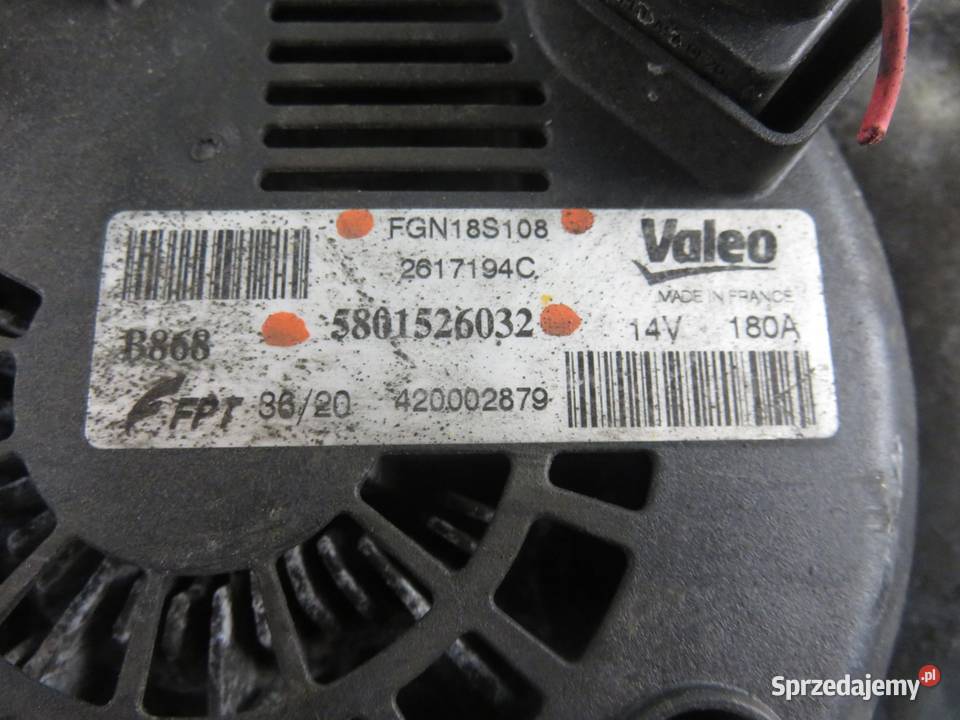 FGN18S108
2617194C
Valeo
MADE IN FRANCE
B868
5801526032
14V 180A
FPT 36/20 420002879
Sprzedajemy.pl